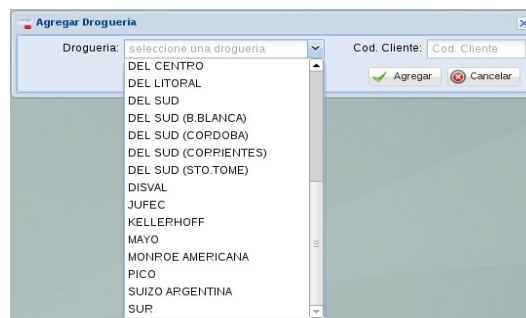 Agregar Drogueria
Drogueria: seleccione una drogueria Cod. Cliente: Cod. Cliente
Agregar Cancelar
DEL CENTRO
DEL LITORAL
DEL SUD
DEL SUD (B.BLANCA)
DEL SUD (CORDOBA)
DEL SUD (CORRIENTES)
DEL SUD (STO.TOME)
DISVAL
JUFEC
KELLERHOFF
MAYO
MONROE AMERICANA
PICO
SUIZO ARGENTINA
SUR